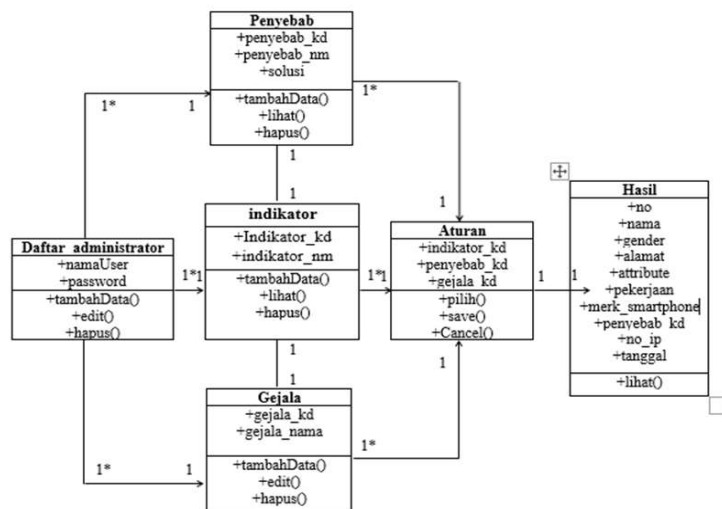 Penyebab
+penyebab_kd
+penyebab_nm
+solusi
+tambahData()
+lihat()
+hapus()
1*
1
1*
1
1
1
indikator
+Indikator_kd
+indikator_nm
+tambahData()
+lihat()
+hapus()
Daftar administrator
+namaUser
+password
+tambahData()
+edit()
+hapus()
1*
1
1*
Aturan
+indikator_kd
+penyebab_kd
+gejala_kd
+pilih()
+save()
+Cancel()
1
1
Hasil
+no
+nama
+gender
+alamat
+attribute
+pekerjaan
+merk_smartphone
+penyebab_kd
+no_ip
+tanggal
+lihat()
1
1
1
Gejala
+gejala_kd
+gejala_nama
+tambahData()
+edit()
+hapus()
1*
1
1*